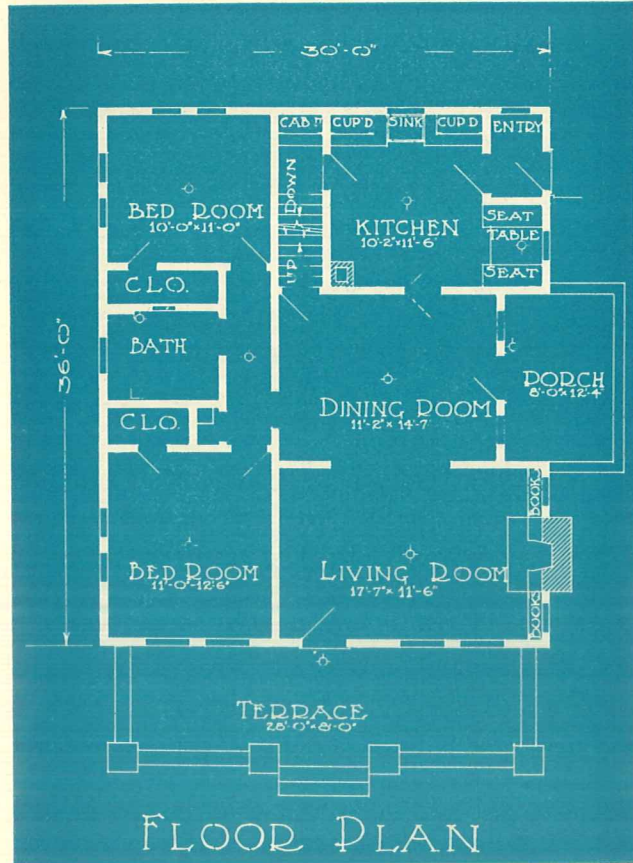 30'-0"
CAB'T CUP'D SINK CUP'D ENTRY
DOWN
UP
BED ROOM
10'-0"x11'-0"
KITCHEN
10'-2"x11'-6"
SEAT
TABLE
SEAT
CLO.
36'-0"
BATH
PORCH
8'-0"x12'-4"
DINING ROOM
11'-2"x14'-7"
CLO.
BOOKS
BED ROOM
11'-0"-12'6"
LIVING ROOM
17'-7"x11'-6"
BOOKS
TERRACE
28'-0"x8'-0"
FLOOR PLAN